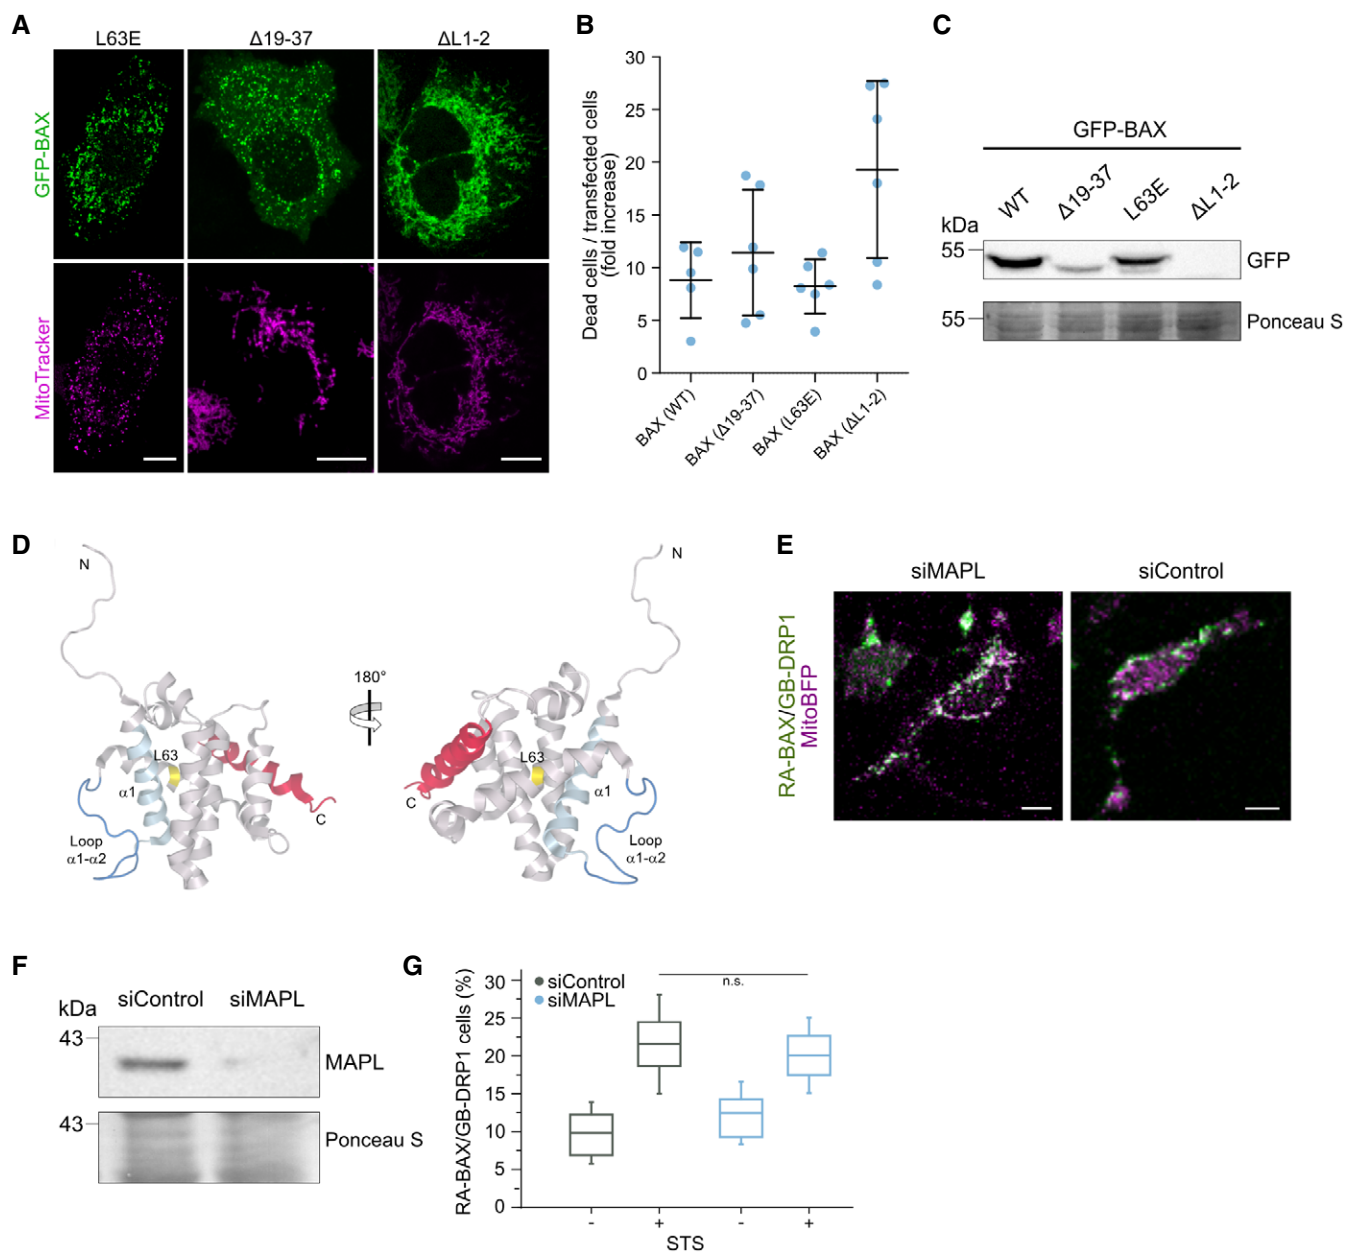 A
L63E Δ19-37 ΔL1-2
GFP-BAX
MitoTracker
B
Dead cells / transfected cells
(fold increase)
30
25
20
15
10
5
0
BAX (WT)
BAX (Δ19-37)
BAX (L63E)
BAX (ΔL1-2)
C
GFP-BAX
WT Δ19-37 L63E ΔL1-2
kDa
55
GFP
55
Ponceau S
D
N
L63
α1
Loop
α1-α2
C
180°
N
L63
α1
C
Loop
α1-α2
E
siMAPL siControl
RA-BAX/GB-DRP1
MitoBFP
F
kDa siControl siMAPL
43
MAPL
43
Ponceau S
G
RA-BAX/GB-DRP1 cells (%)
siControl
siMAPL
n.s.
30
25
20
15
10
5
0
- + - +
STS